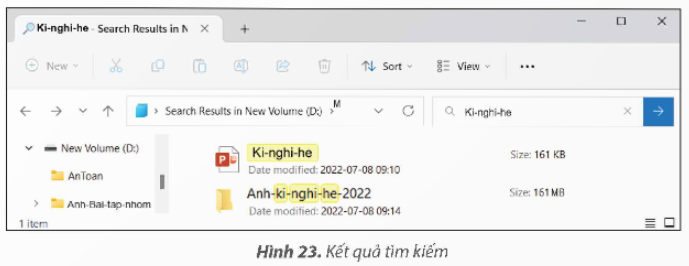 Ki-nghi-he - Search Results in N
New
Sort
View
Search Results in New Volume (D:)
M
Ki-nghi-he
New Volume (D:)
AnToan
Anh-Bai-tap-nhom
Ki-nghi-he
Date modified: 2022-07-08 09:10
Size: 161 KB
Anh-ki-nghi-he-2022
Date modified: 2022-07-08 09:14
Size: 161MB
1 item
Hình 23. Kết quả tìm kiếm